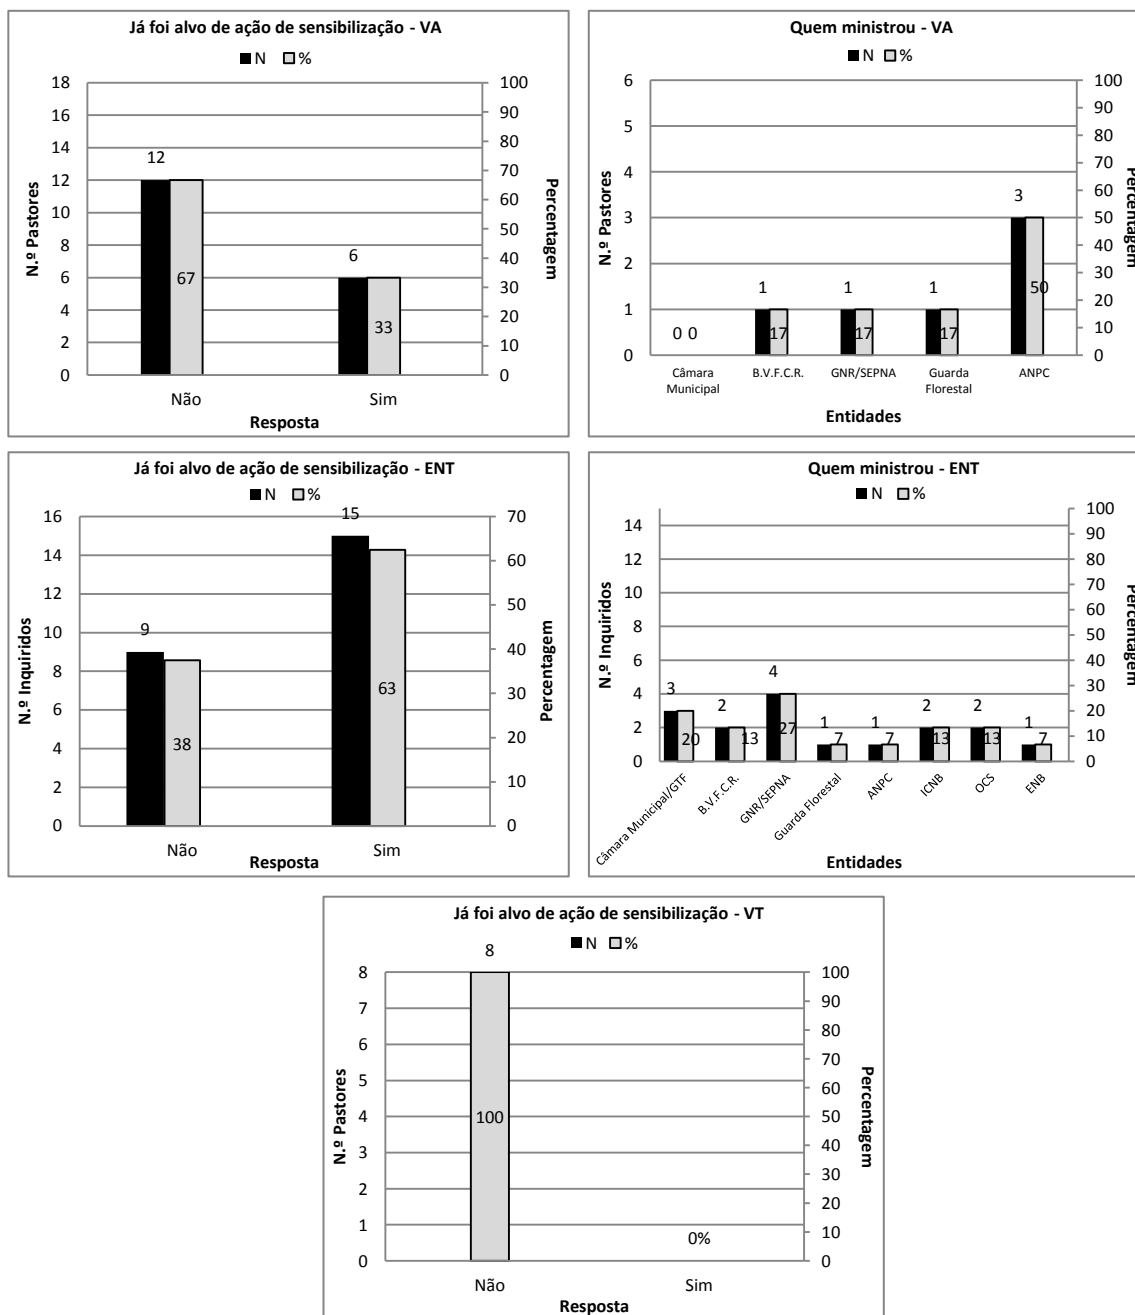 Já foi alvo de ação de sensibilização - VA
N %
18 100
16 90
14 80
12 70
10 60
8 50
6 40
4 30
2 20
0 10
0
12
67
6
33
Não Sim
Resposta
N.º Pastores
Percentagem
Quem ministrou - VA
N %
6 100
5 90
4 80
3 70
2 60
1 50
0 40
30
20
10
0
0 0
1
17
1
17
1
17
3
50
Câmara Municipal
B.V.F.C.R.
GNR/SEPNA
Guarda Florestal
ANPC
Entidades
N.º Pastores
Percentagem
Já foi alvo de ação de sensibilização - ENT
N %
16 70
14 60
12 50
10 40
8 30
6 20
4 10
2 0
0
9
38
15
63
Não Sim
Resposta
N.º Inquiridos
Percentagem
Quem ministrou - ENT
N %
14 100
12 90
10 80
8 70
6 60
4 50
2 40
0 30
20
10
0
3
20
2
13
4
27
1
7
1
7
2
13
2
13
1
7
Câmara Municipal/GTF
B.V.F.C.R.
GNR/SEPNA
Guarda Florestal
ANPC
ICNB
OCS
ENB
Entidades
N.º Inquiridos
Percentagem
Já foi alvo de ação de sensibilização - VT
N %
8 100
7 90
6 80
5 70
4 60
3 50
2 40
1 30
0 20
10
0
8
100
0%
Não Sim
Resposta
N.º Pastores
Percentagem